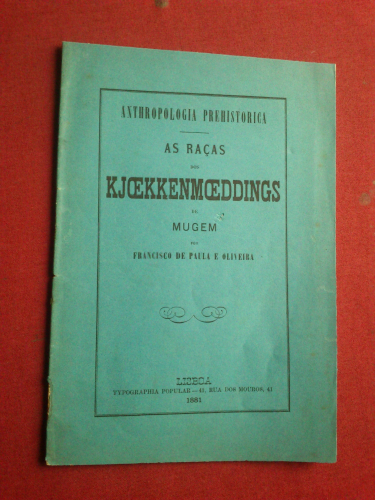 ANTHROPOLOGIA PREHISTORICA
AS RAÇAS
DOS
KJŒKKENMŒDDINGS
DE
MUGEM
POR
FRANCISCO DE PAULA E OLIVEIRA
LISBOA
TYPOGRAPHIA POPULAR — 41, RUA DOS MOUROS, 41
1881